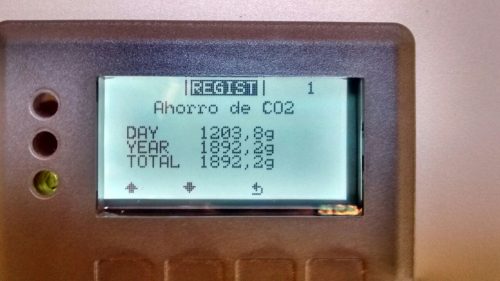 REGIST 1
Ahorro de CO2
DAY 1203,8g
YEAR 1892,2g
TOTAL 1892,2g